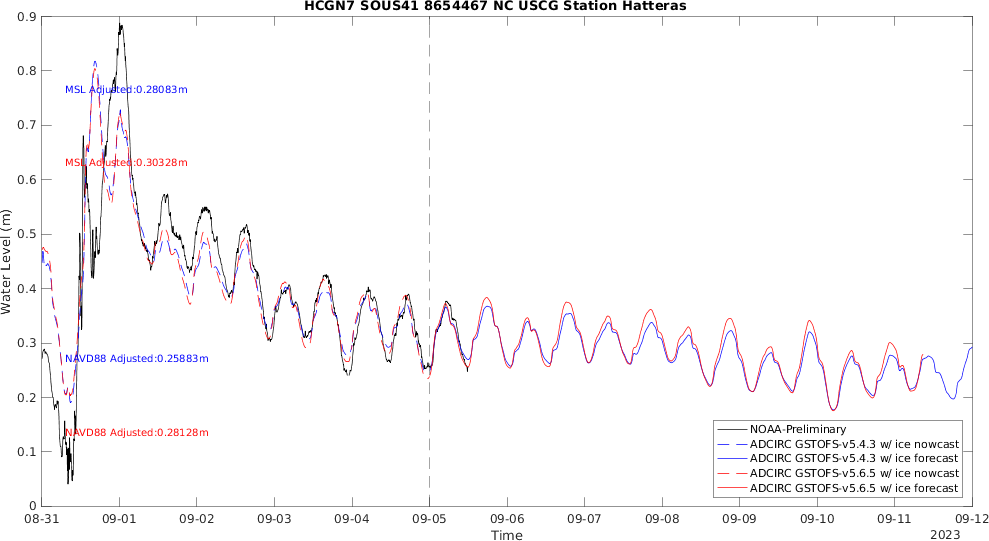 HCGN7 SOUS41 8654467 NC USCG Station Hatteras
0.9
0.8
0.7
0.6
0.5
0.4
0.3
0.2
0.1
0
Water Level (m)
MSL Adjusted:0.28083m
MSL Adjusted:0.30328m
NAVD88 Adjusted:0.25883m
NAVD88 Adjusted:0.28128m
NOAA-Preliminary
ADCIRC GSTOFS-v5.4.3 w/ ice nowcast
ADCIRC GSTOFS-v5.4.3 w/ ice forecast
ADCIRC GSTOFS-v5.6.5 w/ ice nowcast
ADCIRC GSTOFS-v5.6.5 w/ ice forecast
08-31 09-01 09-02 09-03 09-04 09-05 09-06 09-07 09-08 09-09 09-10 09-11 09-12
Time
2023